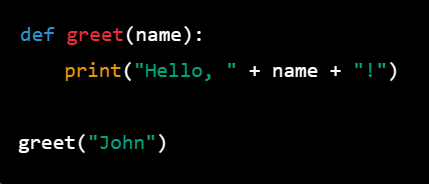 def greet(name):
    print("Hello, " + name + "!")
greet("John")